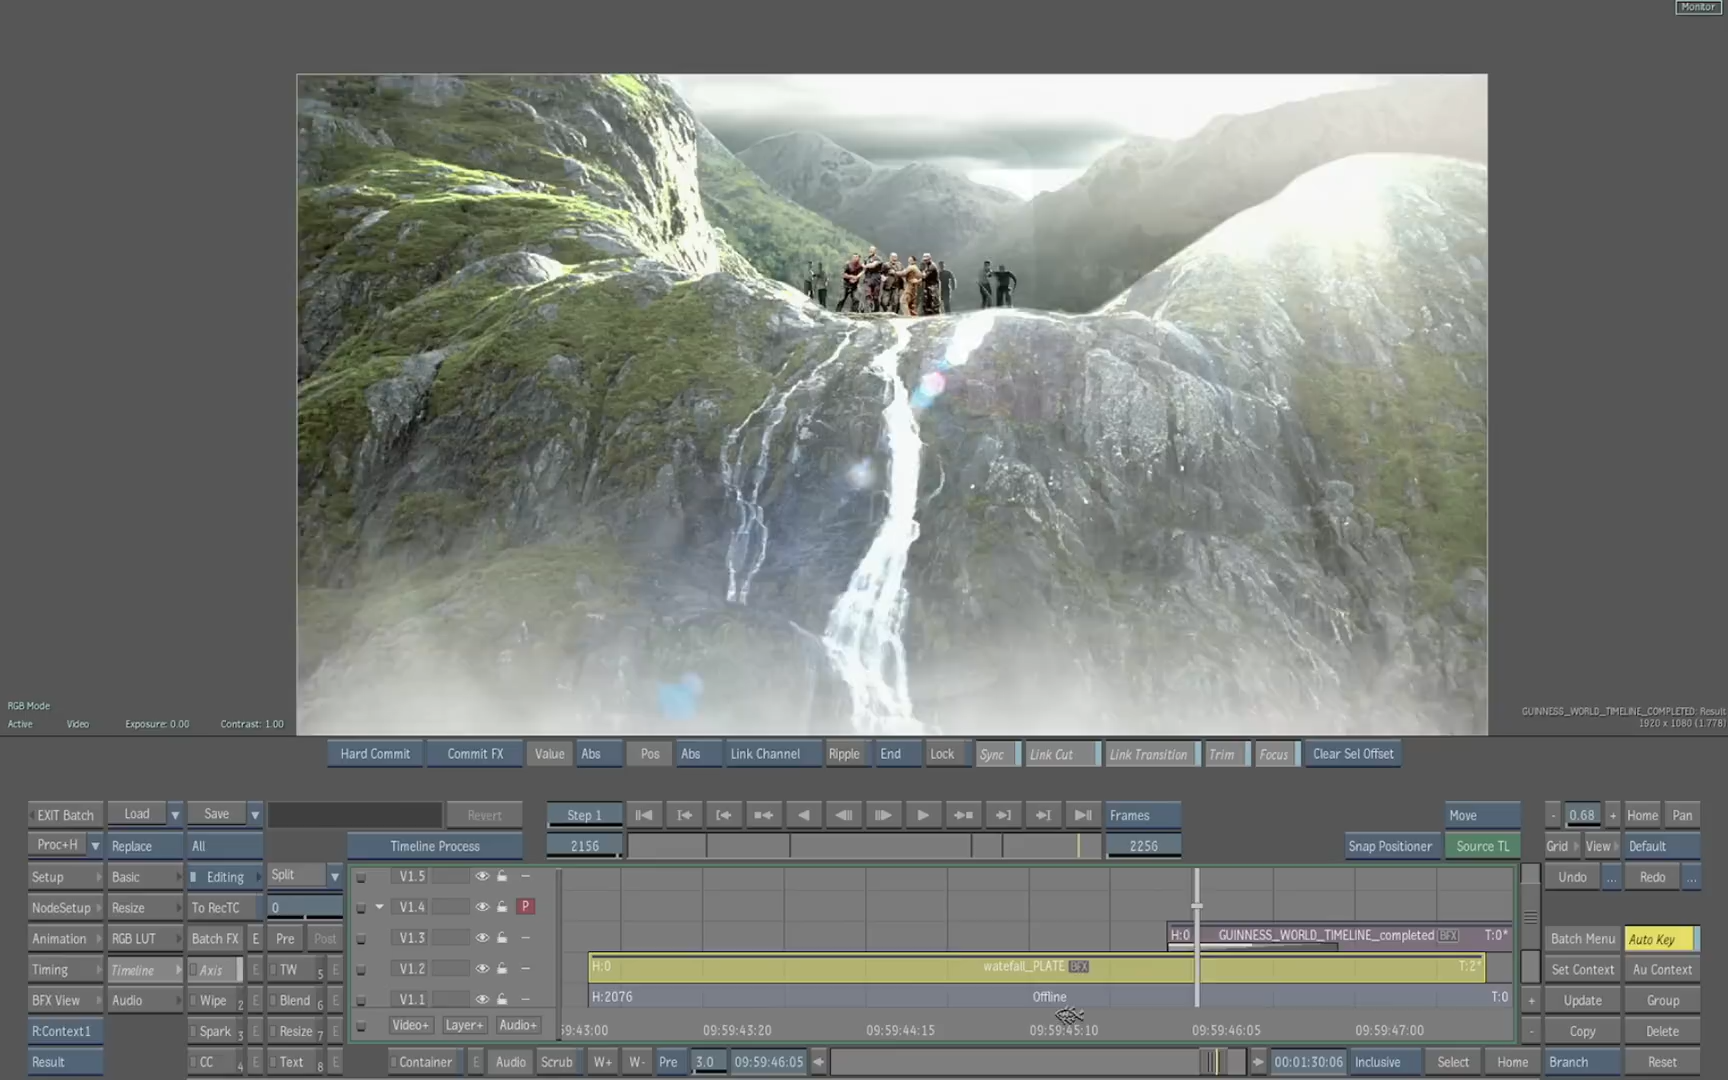 Monitor
RGB Mode
Active Video Exposure: 0.00 Contrast: 1.00
GUINNESS_WORLD_TIMELINE_COMPLETED: Result
1920 x 1080 (1.778)
Hard Commit Commit FX Value Abs Pos Abs Link Channel Ripple End Lock Sync Link Cut Link Transition Trim Focus Clear Sel Offset
EXIT Batch Load Save Revert Step 1 Frames Move - 0.68 + Home Pan
Proc+H Replace All Timeline Process 2156 2256 Snap Positioner Source TL Grid View Default
Setup Basic Editing Split V1.5 Undo ... Redo ...
NodeSetup Resize To RecTC 0 V1.4 P
Animation RGB LUT Batch FX E Pre Post V1.3 H:0 GUINNESS_WORLD_TIMELINE_completed BFX T:0* Batch Menu Auto Key
Timing Timeline Axis E TW 5 E V1.2 H:0 watefall_PLATE BFX T:2* Set Context Au Context
BFX View Audio Wipe 2 E Blend 6 E V1.1 H:2076 Offline T:0 + Update Group
R:Context1 Spark 3 E Resize 7 E Video+ Layer+ Audio+ 59:43:00 09:59:43:20 09:59:44:15 09:59:45:10 09:59:46:05 09:59:47:00 - Copy Delete
Result CC 4 E Text 8 E Container E Audio Scrub W+ W- Pre 3.0 09:59:46:05 00:01:30:06 Inclusive Select Home Branch Reset